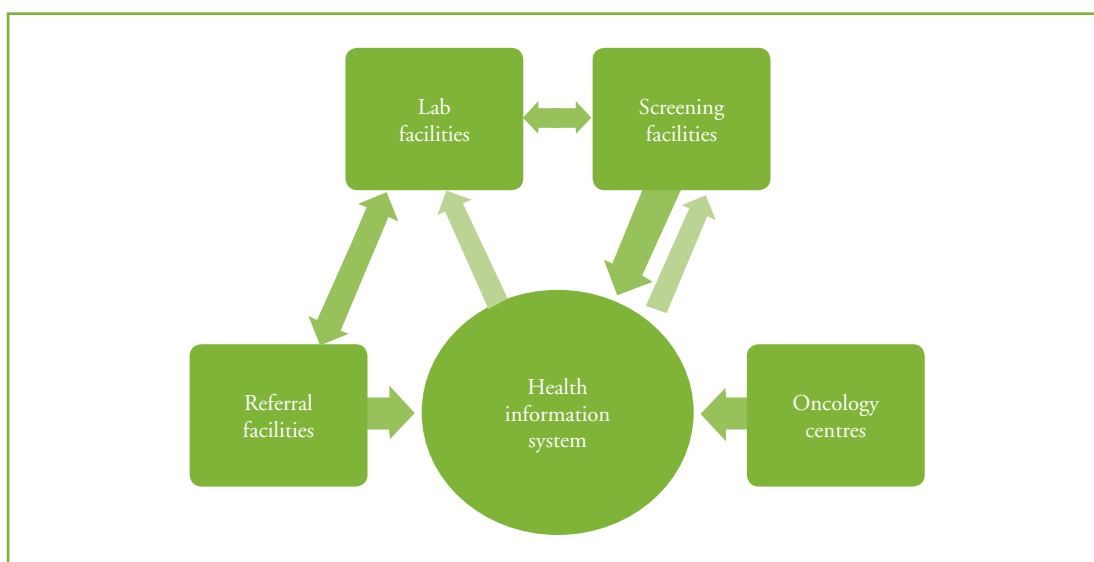 Lab
facilities
Screening
facilities
Referral
facilities
Health
information
system
Oncology
centres